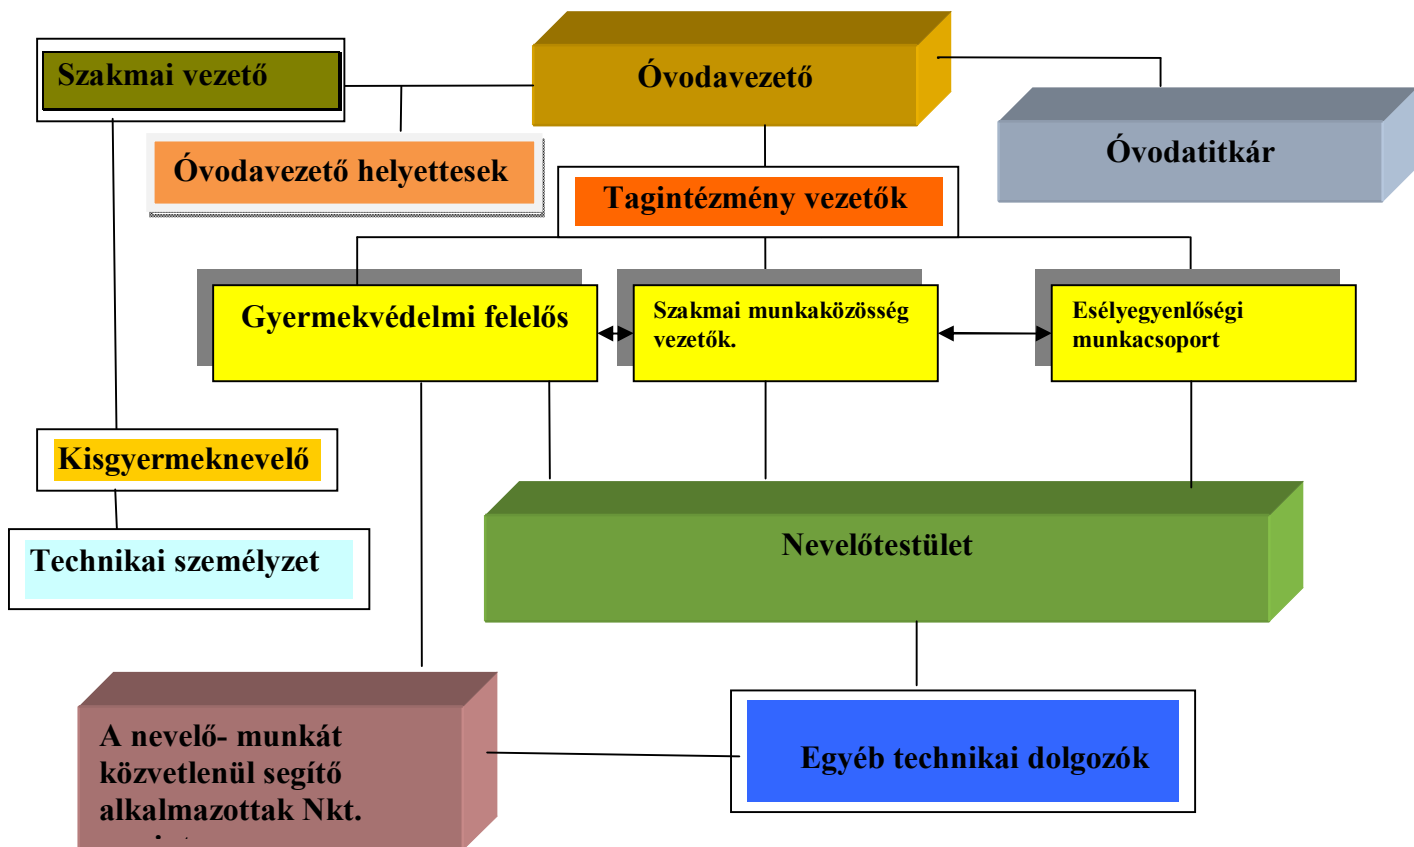 Szakmai vezető
Óvodavezető
Óvodatitkár
Óvodavezető helyettesek
Tagintézmény vezetők
Gyermekvédelmi felelős
Szakmai munkaközösség
vezetők.
Esélyegyenlőségi
munkacsoport
Kisgyermeknevelő
Technikai személyzet
Nevelőtestület
A nevelő- munkát
közvetlenül segítő
alkalmazottak Nkt.
Egyéb technikai dolgozók